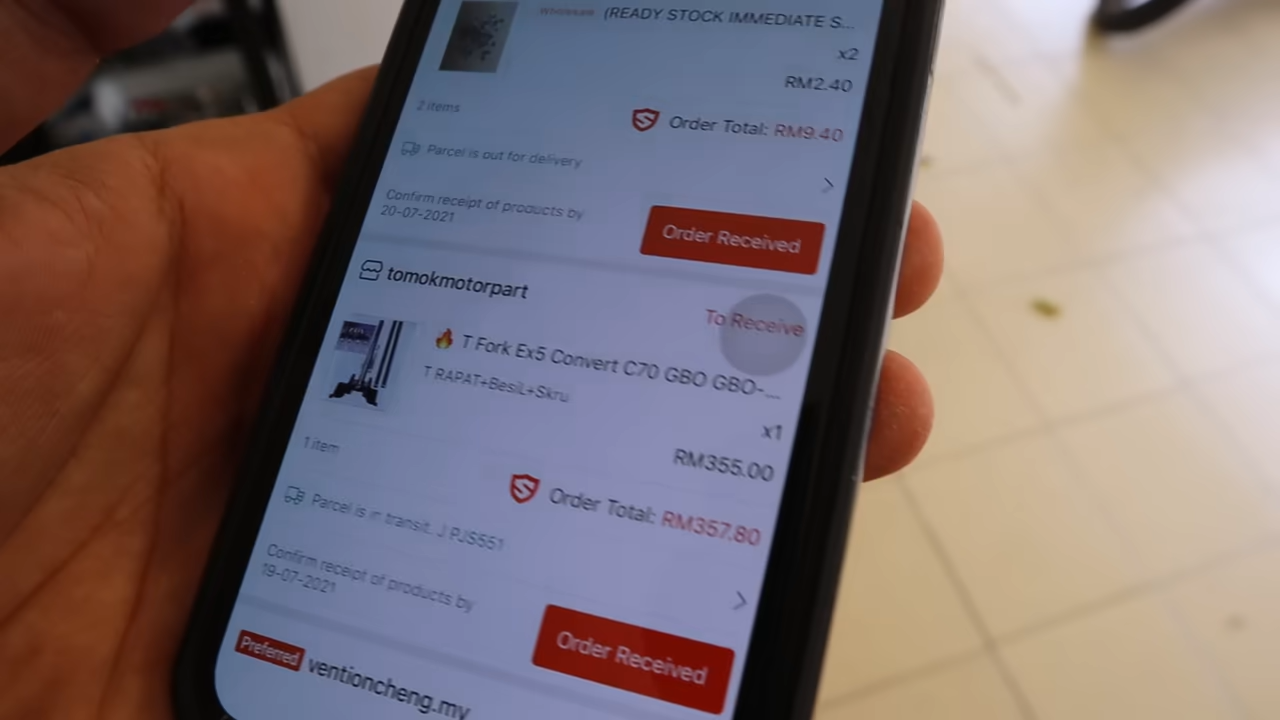 (READY STOCK IMMEDIATE S...
x2
RM2.40
2 items
Order Total: RM9.40
Parcel is out for delivery
Confirm receipt of products by
20-07-2021
Order Received
tomokmotorpart
To Receive
T Fork Ex5 Convert C70 GBO GBO-...
T RAPAT+BesiL+Skru
x1
RM355.00
1 item
Order Total: RM357.80
Parcel is in transit. J PJS551
Confirm receipt of products by
19-07-2021
Order Received
Preferred ventioncheng.my